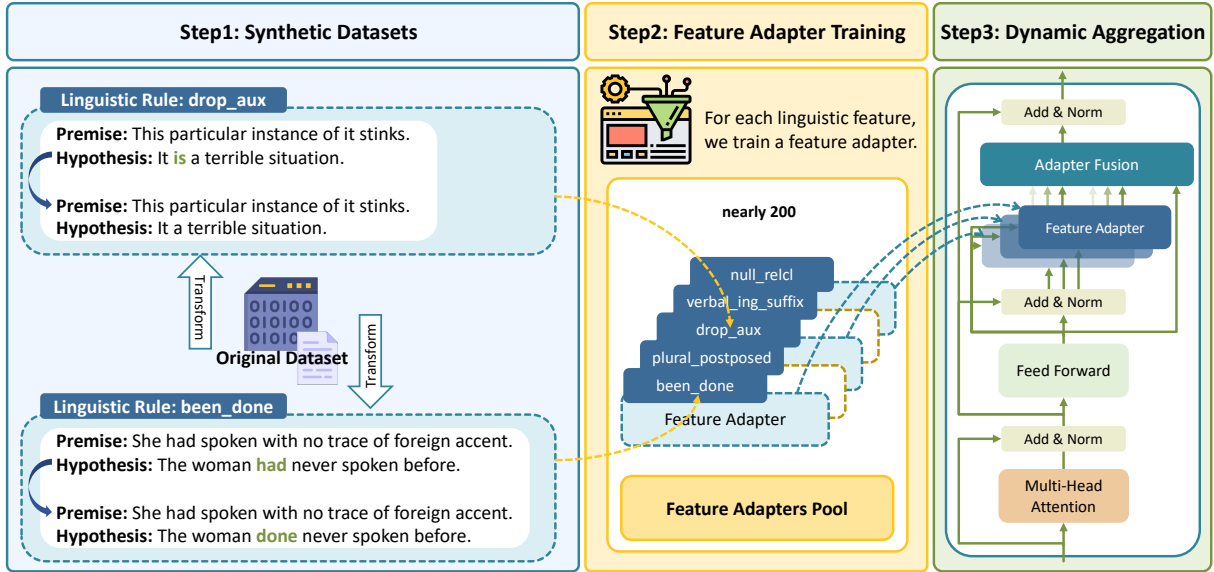 Step1: Synthetic Datasets
Linguistic Rule: drop_aux
Premise: This particular instance of it stinks.
Hypothesis: It is a terrible situation.
Premise: This particular instance of it stinks.
Hypothesis: It a terrible situation.
Transform
Original Dataset
Transform
Linguistic Rule: been_done
Premise: She had spoken with no trace of foreign accent.
Hypothesis: The woman had never spoken before.
Premise: She had spoken with no trace of foreign accent.
Hypothesis: The woman done never spoken before.
Step2: Feature Adapter Training
For each linguistic feature,
we train a feature adapter.
nearly 200
null_relcl
verbal_ing_suffix
drop_aux
plural_postposed
been_done
Feature Adapter
Feature Adapters Pool
Step3: Dynamic Aggregation
Add & Norm
Adapter Fusion
Feature Adapter
Add & Norm
Feed Forward
Add & Norm
Multi-Head
Attention